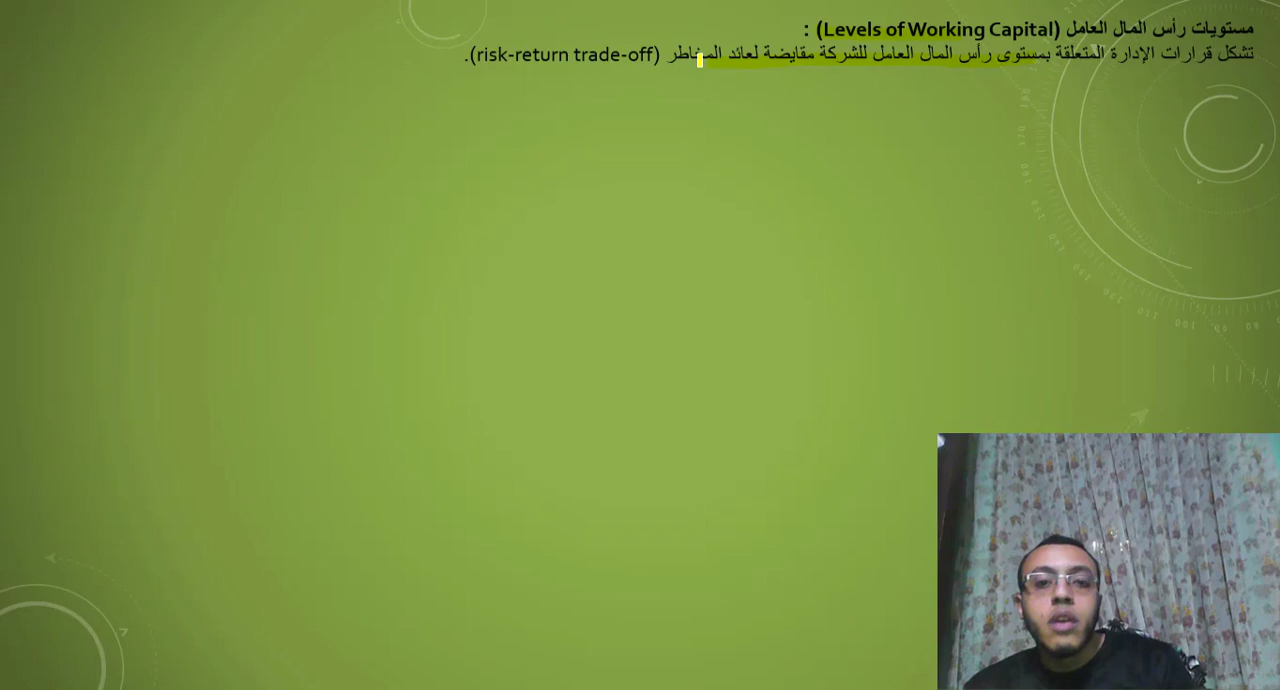 مستويات رأس المال العامل (Levels of Working Capital) :
تشكل قرارات الإدارة المتعلقة بمستوى رأس المال العامل للشركة مقايضة لعائد المخاطر (risk-return trade-off).